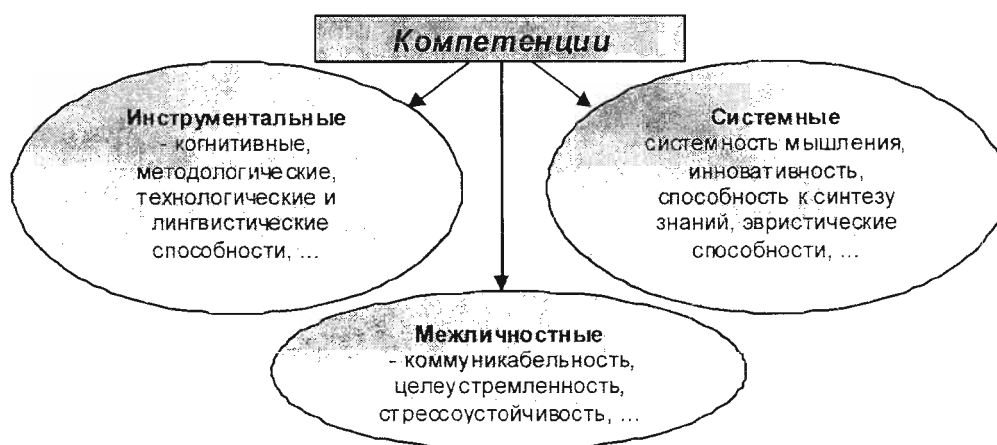 Компетенции
Инструментальные
- когнитивные,
методологические,
технологические и
лингвистические
способности, ...
Системные
системность мышления,
инновативность,
способность к синтезу
знаний, эвристические
способности, ...
Межличностные
- коммуникабельность,
целеустремленность,
стрессоустойчивость, ...